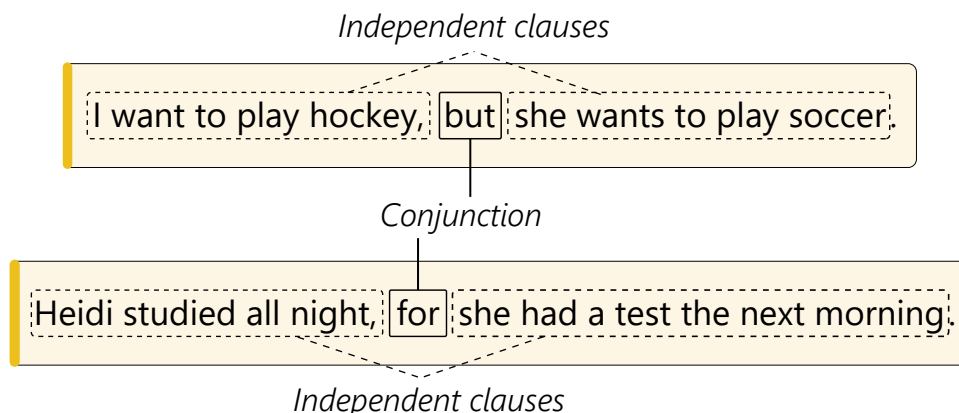 Independent clauses
I want to play hockey, but she wants to play soccer.
Conjunction
Heidi studied all night, for she had a test the next morning.
Independent clauses